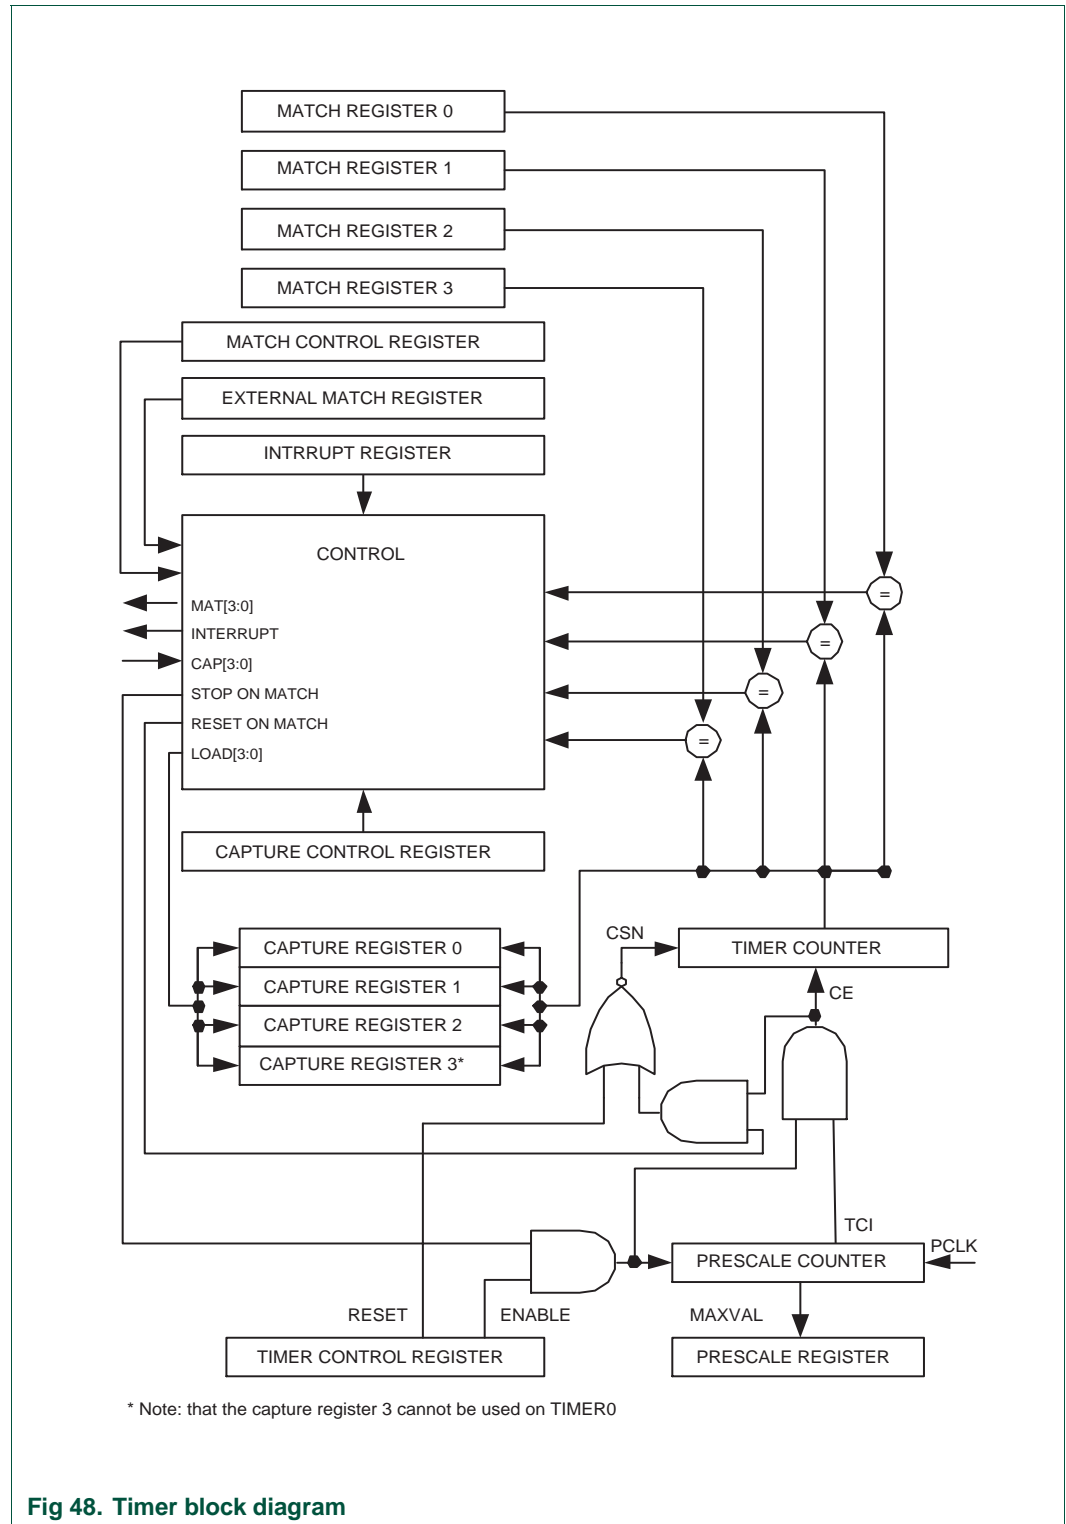 MATCH REGISTER 0
MATCH REGISTER 1
MATCH REGISTER 2
MATCH REGISTER 3
MATCH CONTROL REGISTER
EXTERNAL MATCH REGISTER
INTRRUPT REGISTER
CONTROL
MAT[3:0]
INTERRUPT
CAP[3:0]
STOP ON MATCH
RESET ON MATCH
LOAD[3:0]
=
=
=
=
CAPTURE CONTROL REGISTER
CSN
CAPTURE REGISTER 0
CAPTURE REGISTER 1
CAPTURE REGISTER 2
CAPTURE REGISTER 3*
TIMER COUNTER
CE
TCI
PCLK
PRESCALE COUNTER
RESET
ENABLE
MAXVAL
TIMER CONTROL REGISTER
PRESCALE REGISTER
* Note: that the capture register 3 cannot be used on TIMER0
Fig 48. Timer block diagram